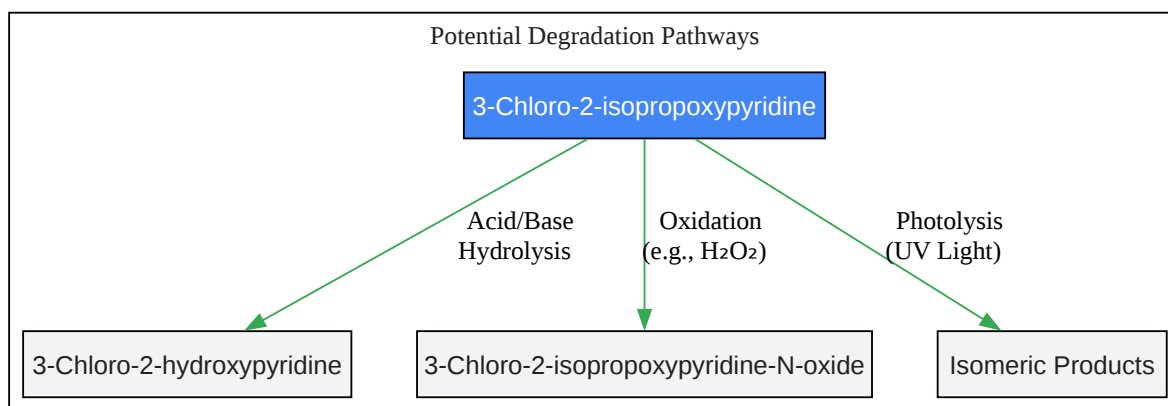 Potential Degradation Pathways
3-Chloro-2-isopropoxypyridine
Acid/Base
Hydrolysis
Oxidation
(e.g., H₂O₂)
Photolysis
(UV Light)
3-Chloro-2-hydroxypyridine
3-Chloro-2-isopropoxypyridine-N-oxide
Isomeric Products